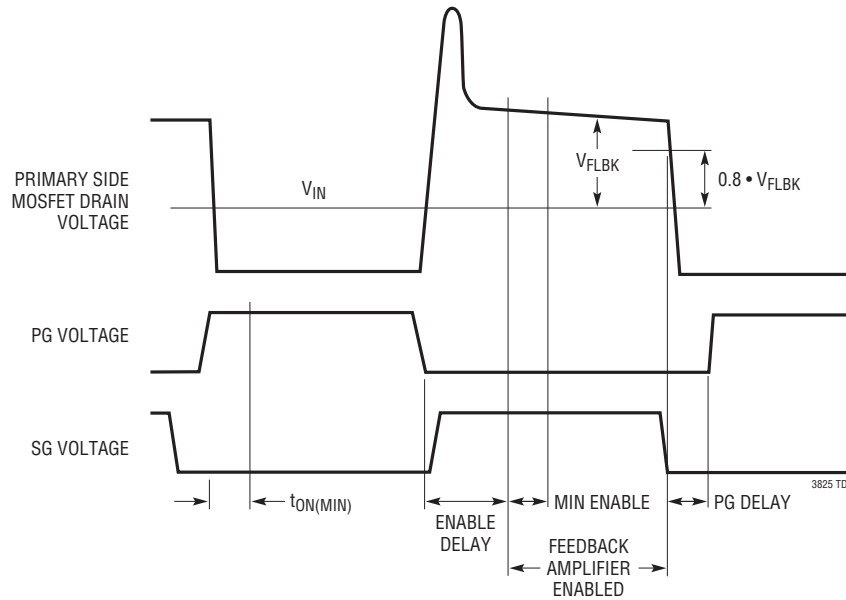 PRIMARY SIDE
MOSFET DRAIN
VOLTAGE
V_IN
V_FLBK
0.8 • V_FLBK
PG VOLTAGE
SG VOLTAGE
3825 TD
t_ON(MIN)
ENABLE
DELAY
MIN ENABLE
PG DELAY
FEEDBACK
AMPLIFIER
ENABLED